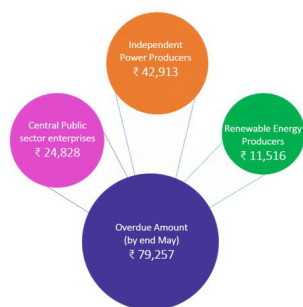 Independent
Power Producers
₹ 42,913
Central Public
sector enterprises
₹ 24,828
Renewable Energy
Producers
₹ 11,516
Overdue Amount
(by end May)
₹ 79,257